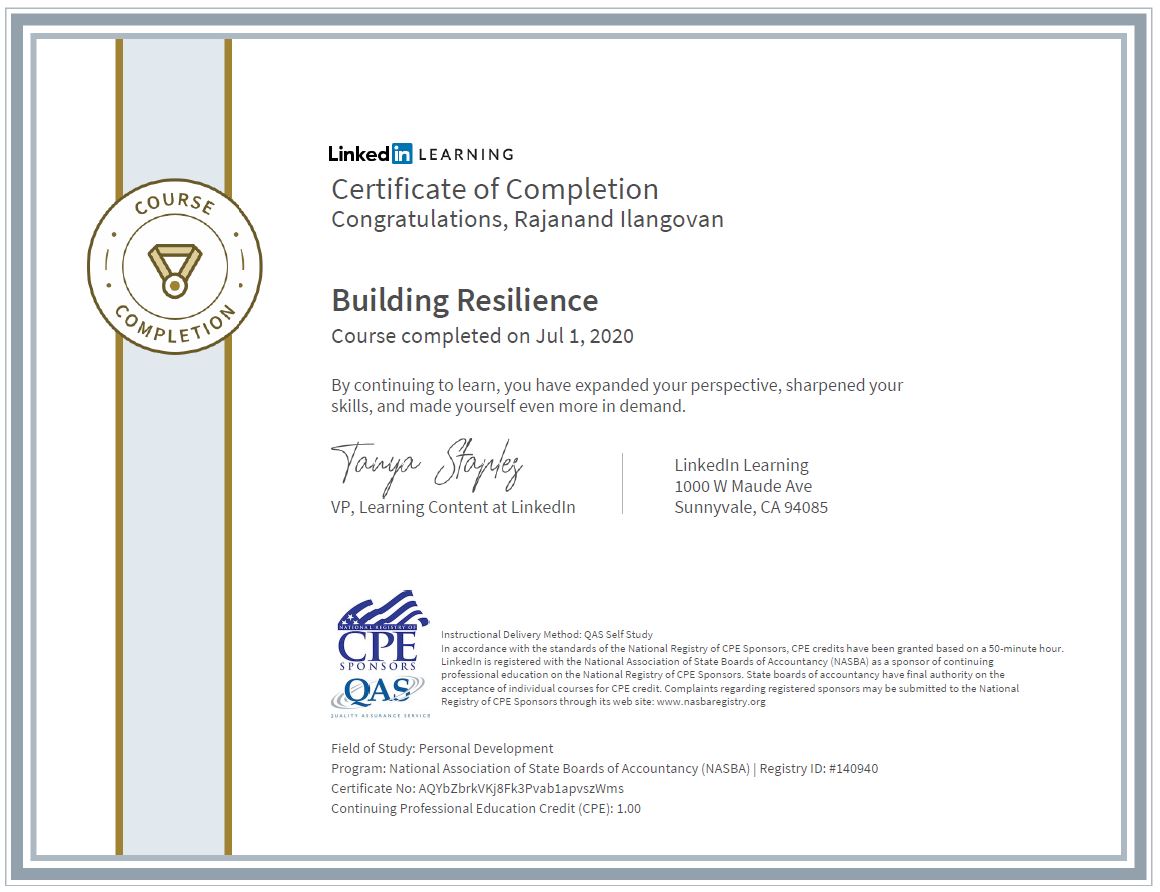 COURSE
COMPLETION
Linked in LEARNING
Certificate of Completion
Congratulations, Rajanand Ilangovan
Building Resilience
Course completed on Jul 1, 2020
By continuing to learn, you have expanded your perspective, sharpened your
skills, and made yourself even more in demand.
Tanya Staples
VP, Learning Content at LinkedIn
LinkedIn Learning
1000 W Maude Ave
Sunnyvale, CA 94085
NATIONAL REGISTRY OF
CPE
SPONSORS
QAS
QUALITY ASSURANCE SERVICE
Instructional Delivery Method: QAS Self Study
In accordance with the standards of the National Registry of CPE Sponsors, CPE credits have been granted based on a 50-minute hour.
LinkedIn is registered with the National Association of State Boards of Accountancy (NASBA) as a sponsor of continuing
professional education on the National Registry of CPE Sponsors. State boards of accountancy have final authority on the
acceptance of individual courses for CPE credit. Complaints regarding registered sponsors may be submitted to the National
Registry of CPE Sponsors through its web site: www.nasbaregistry.org
Field of Study: Personal Development
Program: National Association of State Boards of Accountancy (NASBA) | Registry ID: #140940
Certificate No: AQYbZbrkVKj8Fk3Pvab1apvszWms
Continuing Professional Education Credit (CPE): 1.00